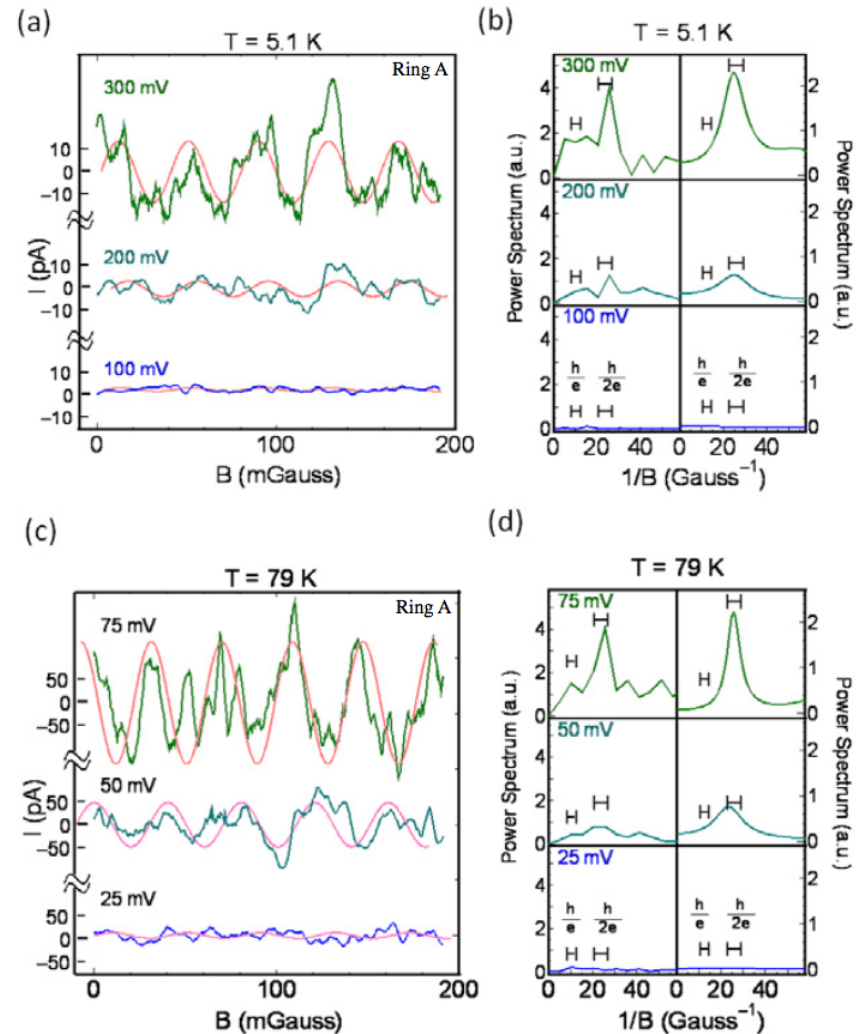 (a)
T = 5.1 K
Ring A
300 mV
10
0
−10
200 mV
10
0
−10
I (pA)
100 mV
10
0
−10
0
100
200
B (mGauss)
(b)
T = 5.1 K
300 mV
4
2
0
2
1
0
200 mV
4
2
0
2
1
0
100 mV
4
2
0
2
1
0
h/e
h/2e
h/e
h/2e
0
20
40
0
20
40
1/B (Gauss⁻¹)
Power Spectrum (a.u.)
Power Spectrum (a.u.)
(c)
T = 79 K
Ring A
75 mV
50
0
−50
50 mV
50
0
−50
I (pA)
25 mV
50
0
−50
0
100
200
B (mGauss)
(d)
T = 79 K
75 mV
4
2
0
2
1
0
50 mV
4
2
0
2
1
0
25 mV
4
2
0
2
1
0
h/e
h/2e
h/e
h/2e
0
20
40
0
20
40
1/B (Gauss⁻¹)
Power Spectrum (a.u.)
Power Spectrum (a.u.)